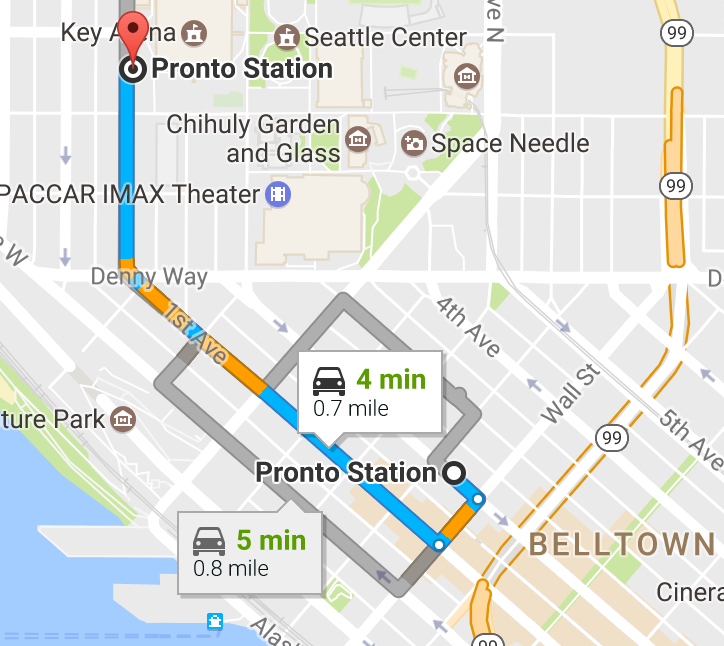 ve N
99
Key Arena
Seattle Center
Pronto Station
Chihuly Garden
and Glass
Space Needle
99
PACCAR IMAX Theater
W
Denny Way
D
1st Ave
4th Ave
4 min
0.7 mile
Wall St
5th Ave
ture Park
99
Pronto Station
5 min
0.8 mile
BELLTOWN
Cinera
Alas
99